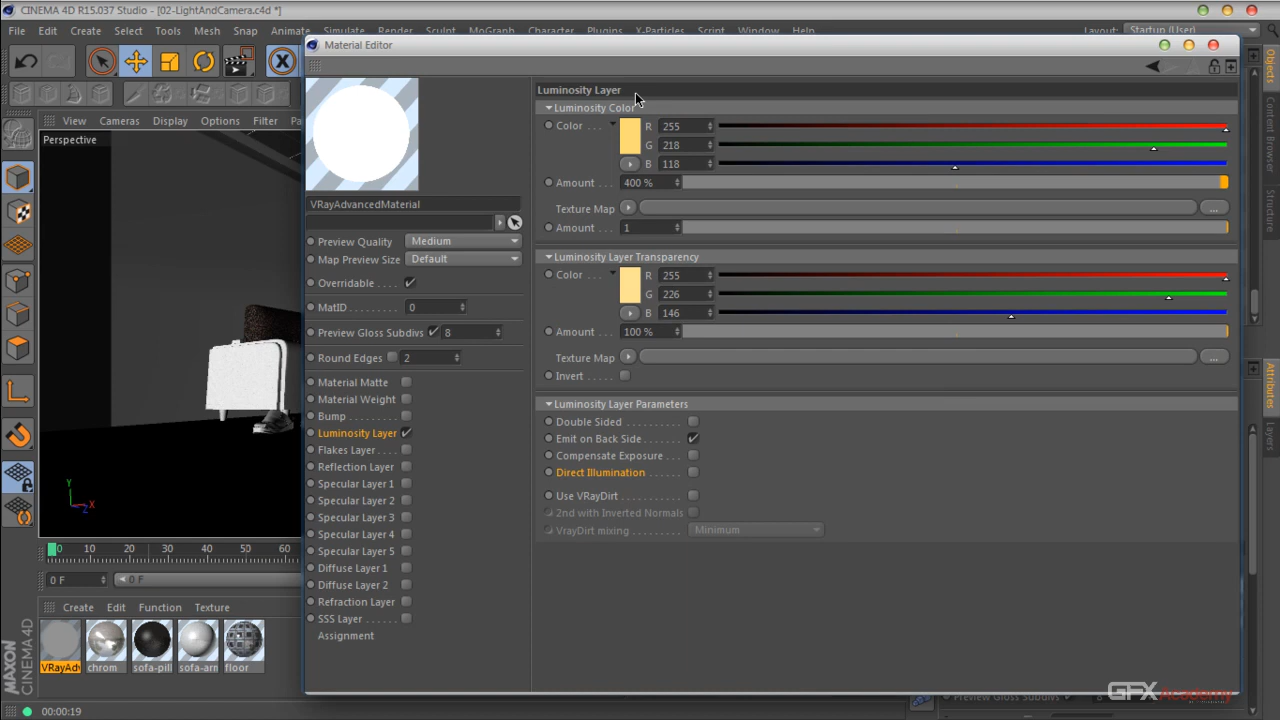 CINEMA 4D R15.037 Studio - [02-LightAndCamera.c4d *]
File Edit Create Select Tools Mesh Snap Animate Simulate Render Sculpt MoGraph Character Plugins X-Particles Script Window Help Layout: Startup (User)
Material Editor
View Cameras Display Options Filter Pa
Perspective
VRayAdvancedMaterial
Preview Quality Medium
Map Preview Size Default
Overridable . . . . ✓
MatID 0
Preview Gloss Subdivs ✓ 8
Round Edges 2
Material Matte
Material Weight
Bump . . . . . . . .
Luminosity Layer ✓
Flakes Layer . . . .
Reflection Layer
Specular Layer 1
Specular Layer 2
Specular Layer 3
Specular Layer 4
Specular Layer 5
Diffuse Layer 1
Diffuse Layer 2
Refraction Layer
SSS Layer
Assignment
Luminosity Layer
Luminosity Color
Color . . . R 255
G 218
B 118
Amount . . . 400 %
Texture Map ...
Amount . . . 1
Luminosity Layer Transparency
Color . . . R 255
G 226
B 146
Amount . . . 100 %
Texture Map ...
Invert . . . . .
Luminosity Layer Parameters
Double Sided
Emit on Back Side ✓
Compensate Exposure
Direct Illumination
Use VRayDirt
2nd with Inverted Normals
VrayDirt mixing Minimum
Objects
Content Browser
Structure
Attributes
Layers
Y
X
Z
0 10 20 30 40 50 60
0 F 0 F
Create Edit Function Texture
VRayAdv chrom sofa-pill sofa-arm floor
MAXON
CINEMA4D
00:00:19
Preview Gloss Subdivs
GFX Academy